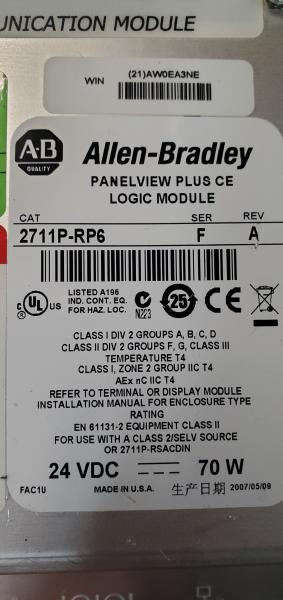 UNICATION MODULE
WIN (21)AW0EA3NE
A-B
QUALITY
Allen-Bradley
PANELVIEW PLUS CE
LOGIC MODULE
CAT SER REV
2711P-RP6 F A
LISTED A196
IND. CONT. EQ.
FOR HAZ. LOC.
c UL US
N223
25
CE
CLASS I DIV 2 GROUPS A, B, C, D
CLASS II DIV 2 GROUPS F, G, CLASS III
TEMPERATURE T4
CLASS I, ZONE 2 GROUP IIC T4
AEx nC IIC T4
REFER TO TERMINAL OR DISPLAY MODULE
INSTALLATION MANUAL FOR ENCLOSURE TYPE
RATING
EN 61131-2 EQUIPMENT CLASS II
FOR USE WITH A CLASS 2/SELV SOURCE
OR 2711P-RSACDIN
24 VDC 70 W
FAC1U MADE IN U.S.A. 生产日期 2007/05/09